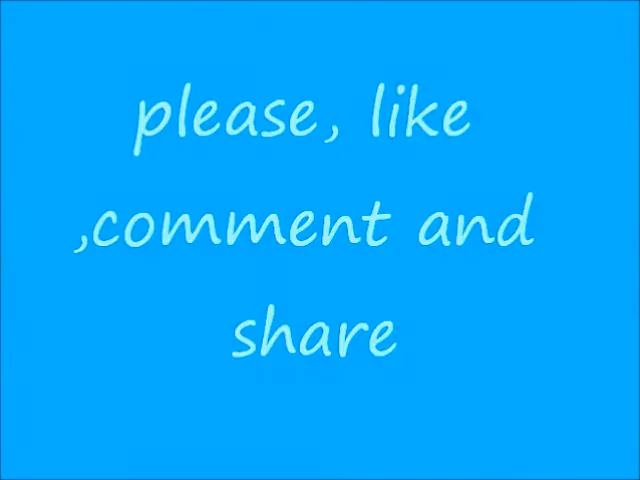 please, like
,comment and
share